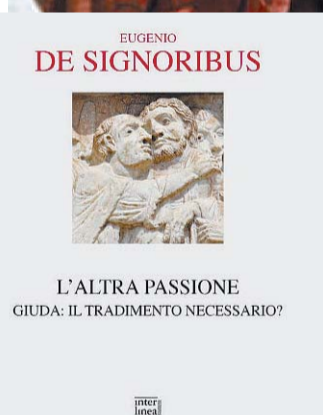 EUGENIO
DE SIGNORIBUS
L'ALTRA PASSIONE
GIUDA: IL TRADIMENTO NECESSARIO?
inter
linea